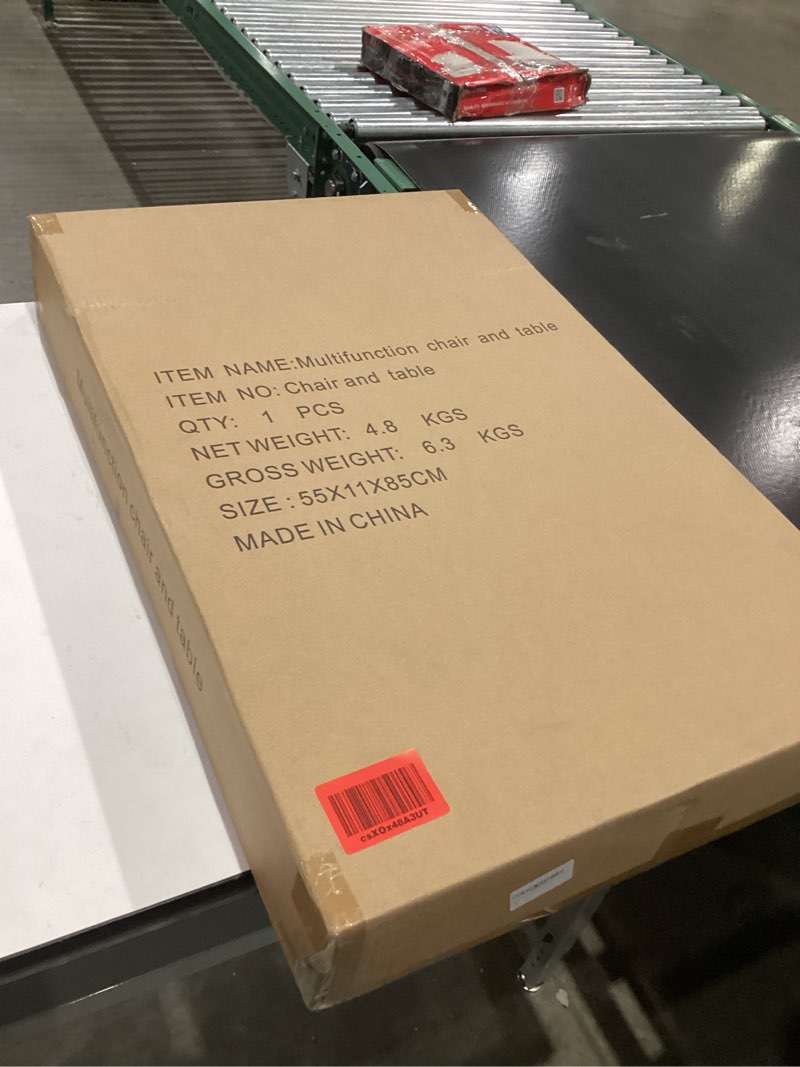 ITEM NAME:Multifunction chair and table
ITEM NO: Chair and table
QTY: 1 PCS
NET WEIGHT: 4.8 KGS
GROSS WEIGHT: 6.3 KGS
SIZE : 55X11X85CM
MADE IN CHINA
Multifunction chair and table
csXOx48A3UT